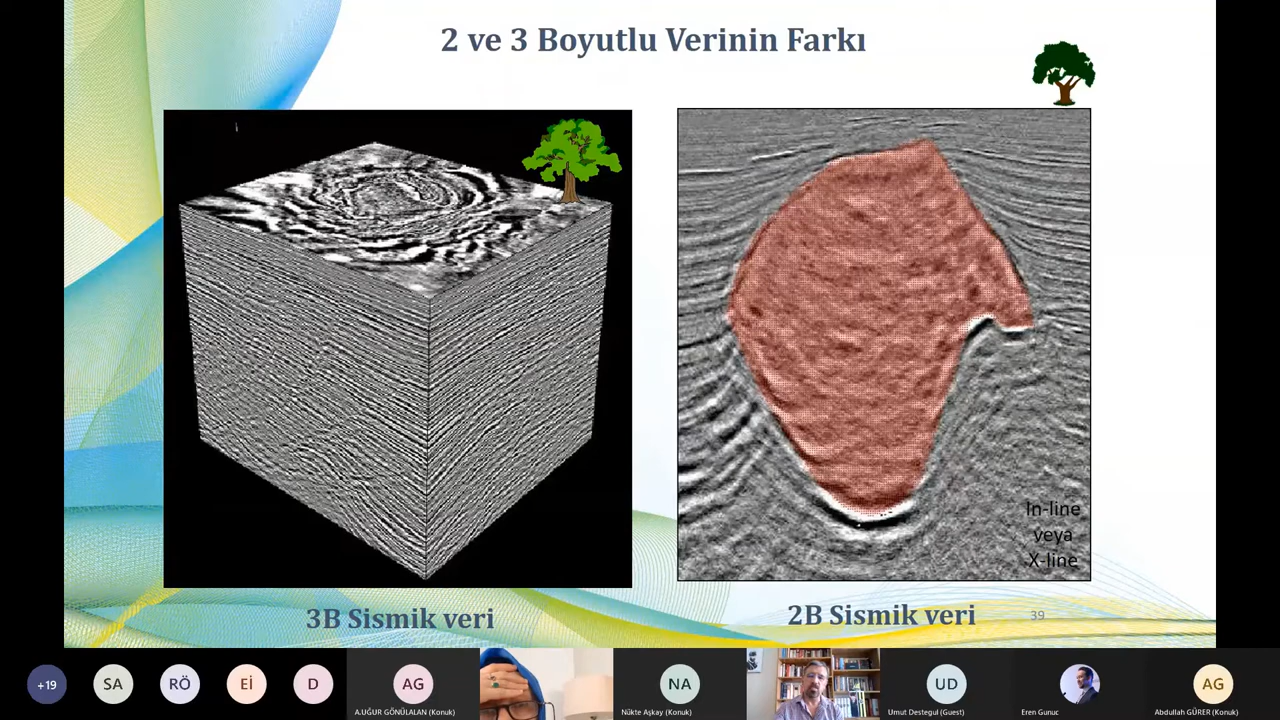 2 ve 3 Boyutlu Verinin Farkı
In-line
veya
X-line
3B Sismik veri
2B Sismik veri
39
+19
SA
RÖ
Eİ
D
AG
A.UĞUR GÖNÜLALAN (Konuk)
NA
Nükte Aşkay (Konuk)
UD
Umut Destegul (Guest)
Eren Gunuc
AG
Abdullah GÜRER (Konuk)